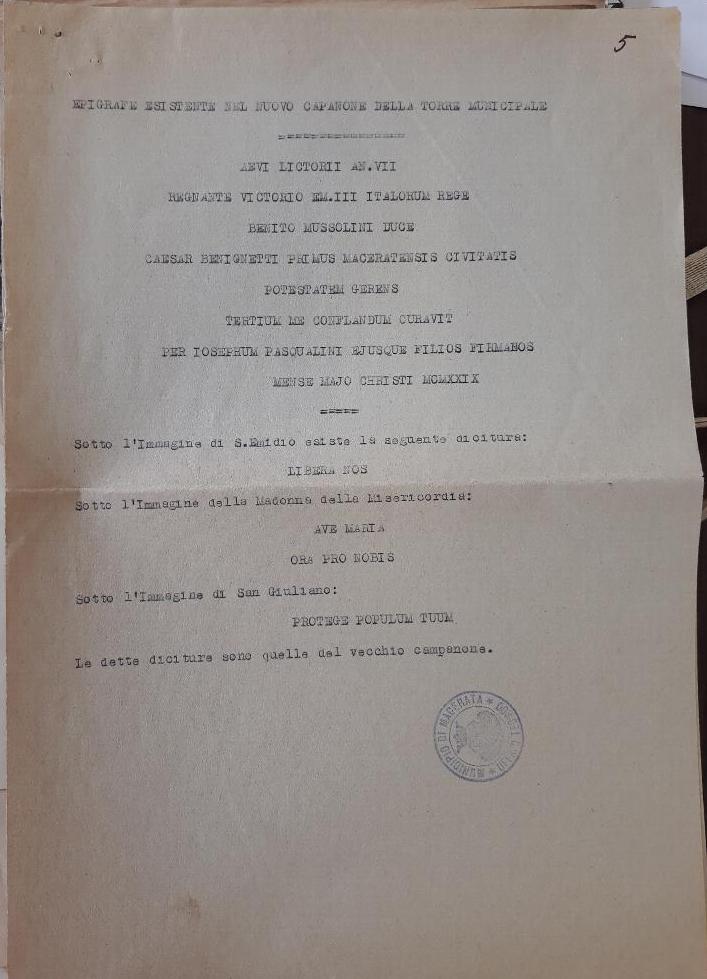 5
EPIGRAFE ESISTENTE NEL NUOVO CAPANONE DELLA TORRE MUNICIPALE
AEVI LICTORII AN.VII
REGNANTE VICTORIO EM.III ITALORUM REGE
BENITO MUSSOLINI DUCE
CAESAR BENIGNETTI PRIMUS MACERATENSIS CIVITATIS
POTESTATEM GERENS
TERTIUM ME CONFLANDUM CURAVIT
PER IOSEPHUM PASQUALINI EJUSQUE FILIOS FIRMANOS
MENSE MAJO CHRISTI MCMXXIX
Sotto l'Immagine di S.Emidio esiste la seguente dicitura:
LIBERA NOS
Sotto l'Immagine della Madonna della Misericordia:
AVE MARIA
ORA PRO NOBIS
Sotto l'Immagine di San Giuliano:
PROTEGE POPULUM TUUM
Le dette diciture sono quelle del vecchio campanone.
MUNICIPIO DI MACERATA